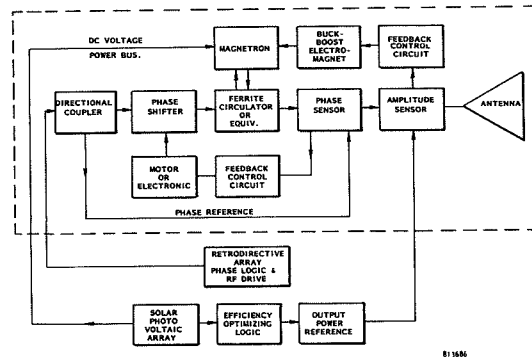 DC VOLTAGE
POWER BUS.
MAGNETRON
BUCK-
BOOST
ELECTRO-
MAGNET
FEEDBACK
CONTROL
CIRCUIT
DIRECTIONAL
COUPLER
PHASE
SHIFTER
FERRITE
CIRCULATOR
OR
EQUIV.
PHASE
SENSOR
AMPLITUDE
SENSOR
ANTENNA
MOTOR
OR
ELECTRONIC
FEEDBACK
CONTROL
CIRCUIT
PHASE REFERENCE
RETRODIRECTIVE
ARRAY
PHASE LOGIC &
RF DRIVE
SOLAR
PHOTO
VOLTAIC
ARRAY
EFFICIENCY
OPTIMIZING
LOGIC
OUTPUT
POWER
REFERENCE
813686